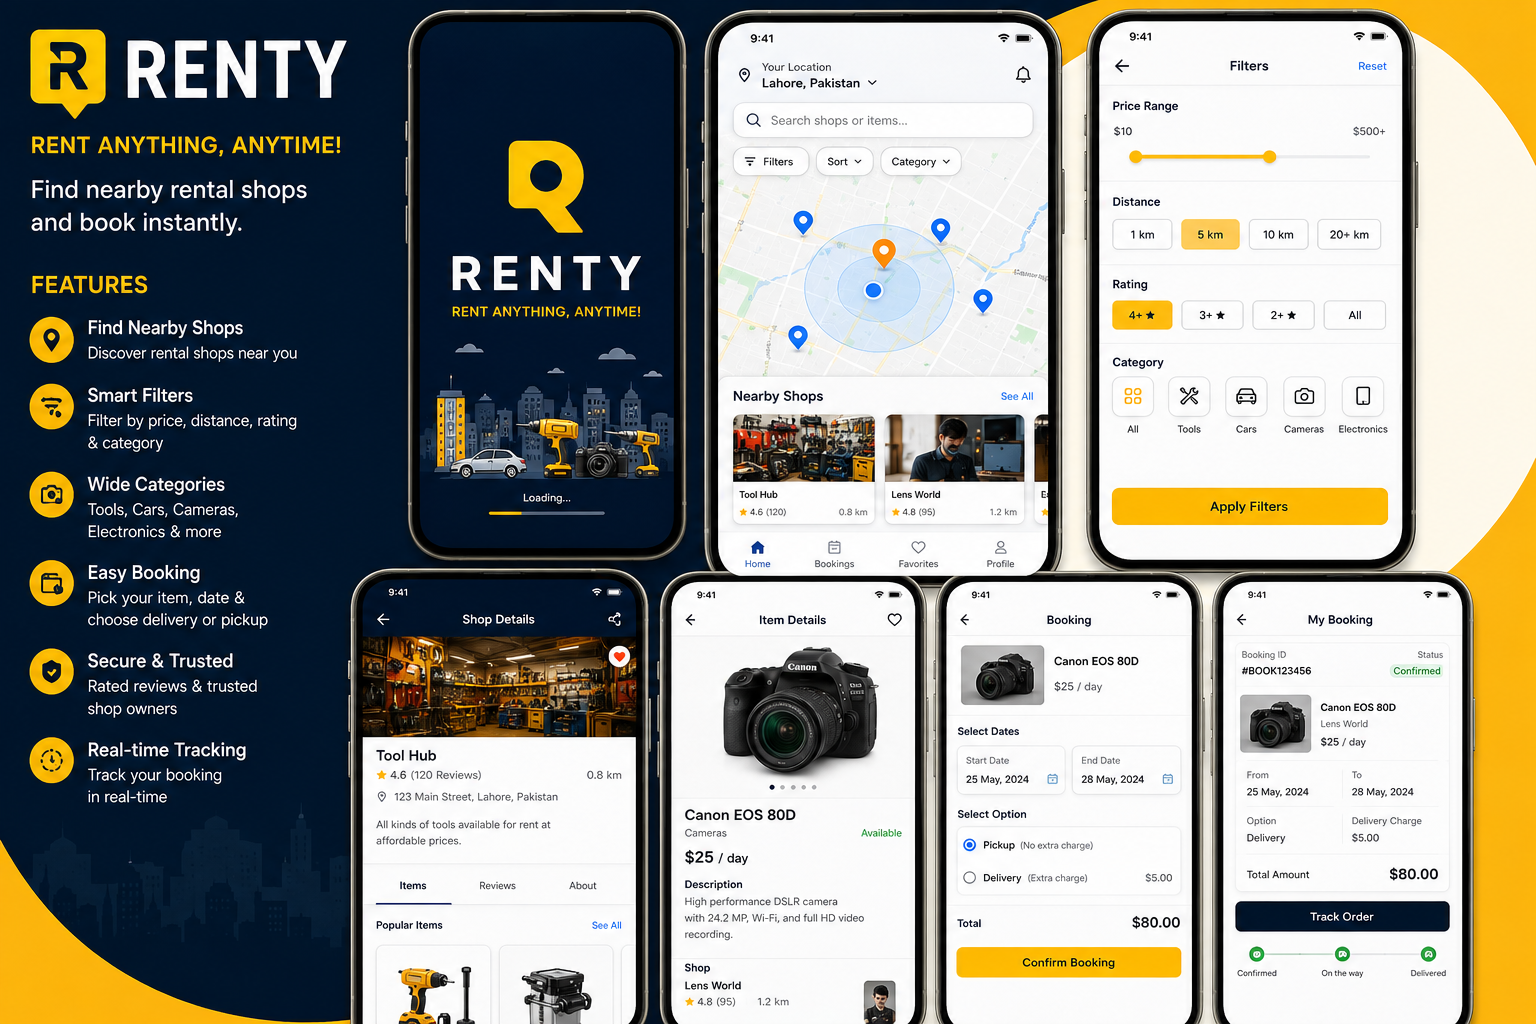 R RENTY
RENT ANYTHING, ANYTIME!
Find nearby rental shops
and book instantly.
FEATURES
Find Nearby Shops
Discover rental shops near you
Smart Filters
Filter by price, distance, rating
& category
Wide Categories
Tools, Cars, Cameras,
Electronics & more
Easy Booking
Pick your item, date &
choose delivery or pickup
Secure & Trusted
Rated reviews & trusted
shop owners
Real-time Tracking
Track your booking
in real-time
RENTY
RENT ANYTHING, ANYTIME!
Loading...
9:41
Your Location
Lahore, Pakistan
Search shops or items...
Filters
Sort
Category
Nearby Shops
See All
Tool Hub
4.6 (120)
0.8 km
Lens World
4.8 (95)
1.2 km
Home
Bookings
Favorites
Profile
9:41
Filters
Reset
Price Range
$10
$500+
Distance
1 km
5 km
10 km
20+ km
Rating
4+ ★
3+ ★
2+ ★
All
Category
All
Tools
Cars
Cameras
Electronics
Apply Filters
9:41
Shop Details
Tool Hub
★ 4.6 (120 Reviews)
0.8 km
123 Main Street, Lahore, Pakistan
All kinds of tools available for rent at
affordable prices.
Items
Reviews
About
Popular Items
See All
9:41
Item Details
Canon
Canon EOS 80D
Cameras
Available
$25 / day
Description
High performance DSLR camera
with 24.2 MP, Wi-Fi, and full HD video
recording.
Shop
Lens World
★ 4.8 (95)
1.2 km
9:41
Booking
Canon EOS 80D
$25 / day
Select Dates
Start Date
25 May, 2024
End Date
28 May, 2024
Select Option
Pickup (No extra charge)
Delivery (Extra charge)
$5.00
Total
$80.00
Confirm Booking
9:41
My Booking
Booking ID
Status
#BOOK123456
Confirmed
Canon EOS 80D
Lens World
$25 / day
From
To
25 May, 2024
28 May, 2024
Option
Delivery Charge
Delivery
$5.00
Total Amount
$80.00
Track Order
Confirmed
On the way
Delivered